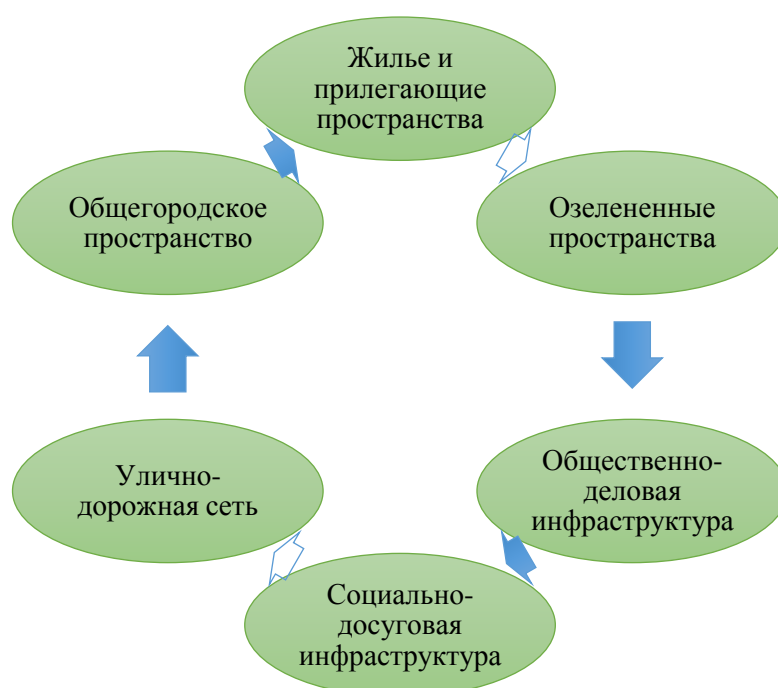 Жилье и
прилегающие
пространства
Общегородское
пространство
Озелененные
пространства
Улично-
дорожная сеть
Общественно-
деловая
инфраструктура
Социально-
досуговая
инфраструктура